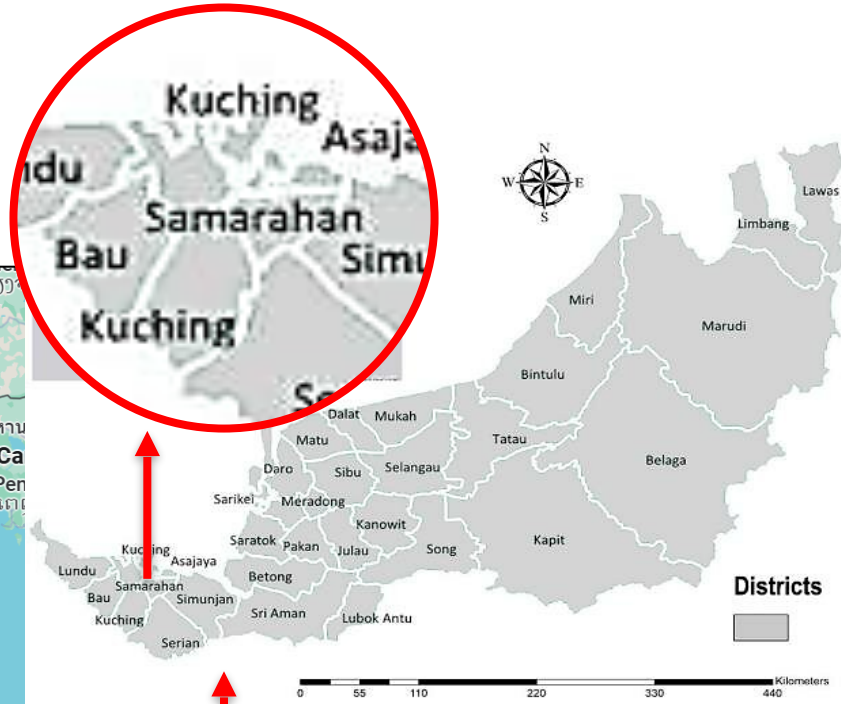 Kuching
Asaja
ndu
Samarahan
Bau
Simu
Kuching
N
W
E
S
Lawas
Limbang
Miri
Marudi
Bintulu
Dalat
Mukah
Matu
Tatau
Daro
Sibu
Selangau
Belaga
Sarikei
Meradong
Kanowit
Saratok
Pakan
Julau
Song
Kapit
Kuching
Asajaya
Lundu
Samarahan
Betong
Bau
Simunjan
Kuching
Sri Aman
Lubok Antu
Serian
Districts
Kilometers
0 55 110 220 330 440
Ca
Pen